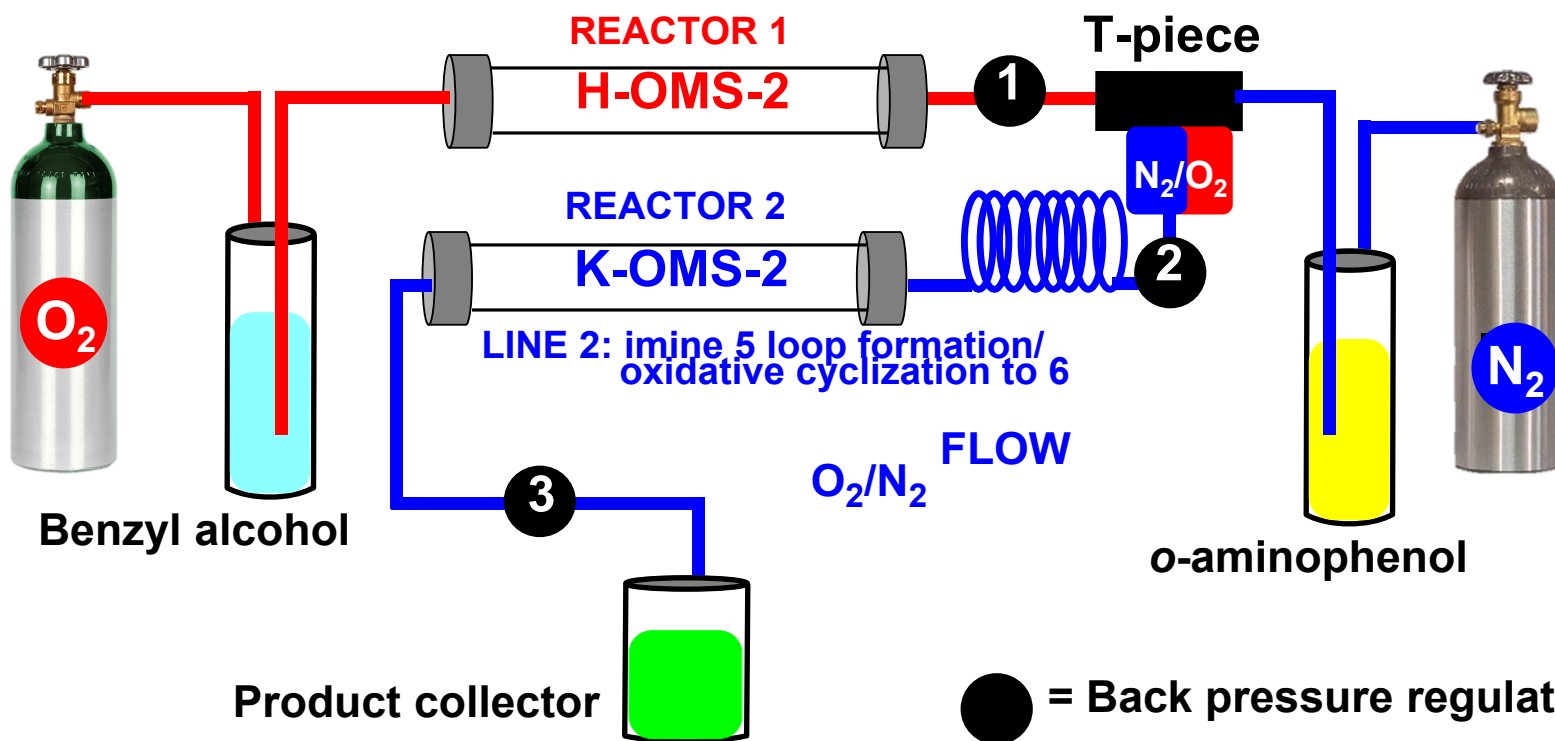 REACTOR 1
T-piece
H-OMS-2
1
N2/O2
REACTOR 2
K-OMS-2
2
O2
LINE 2: imine 5 loop formation/
oxidative cyclization to 6
N2
FLOW
O2/N2
3
Benzyl alcohol
o-aminophenol
Product collector
= Back pressure regulat